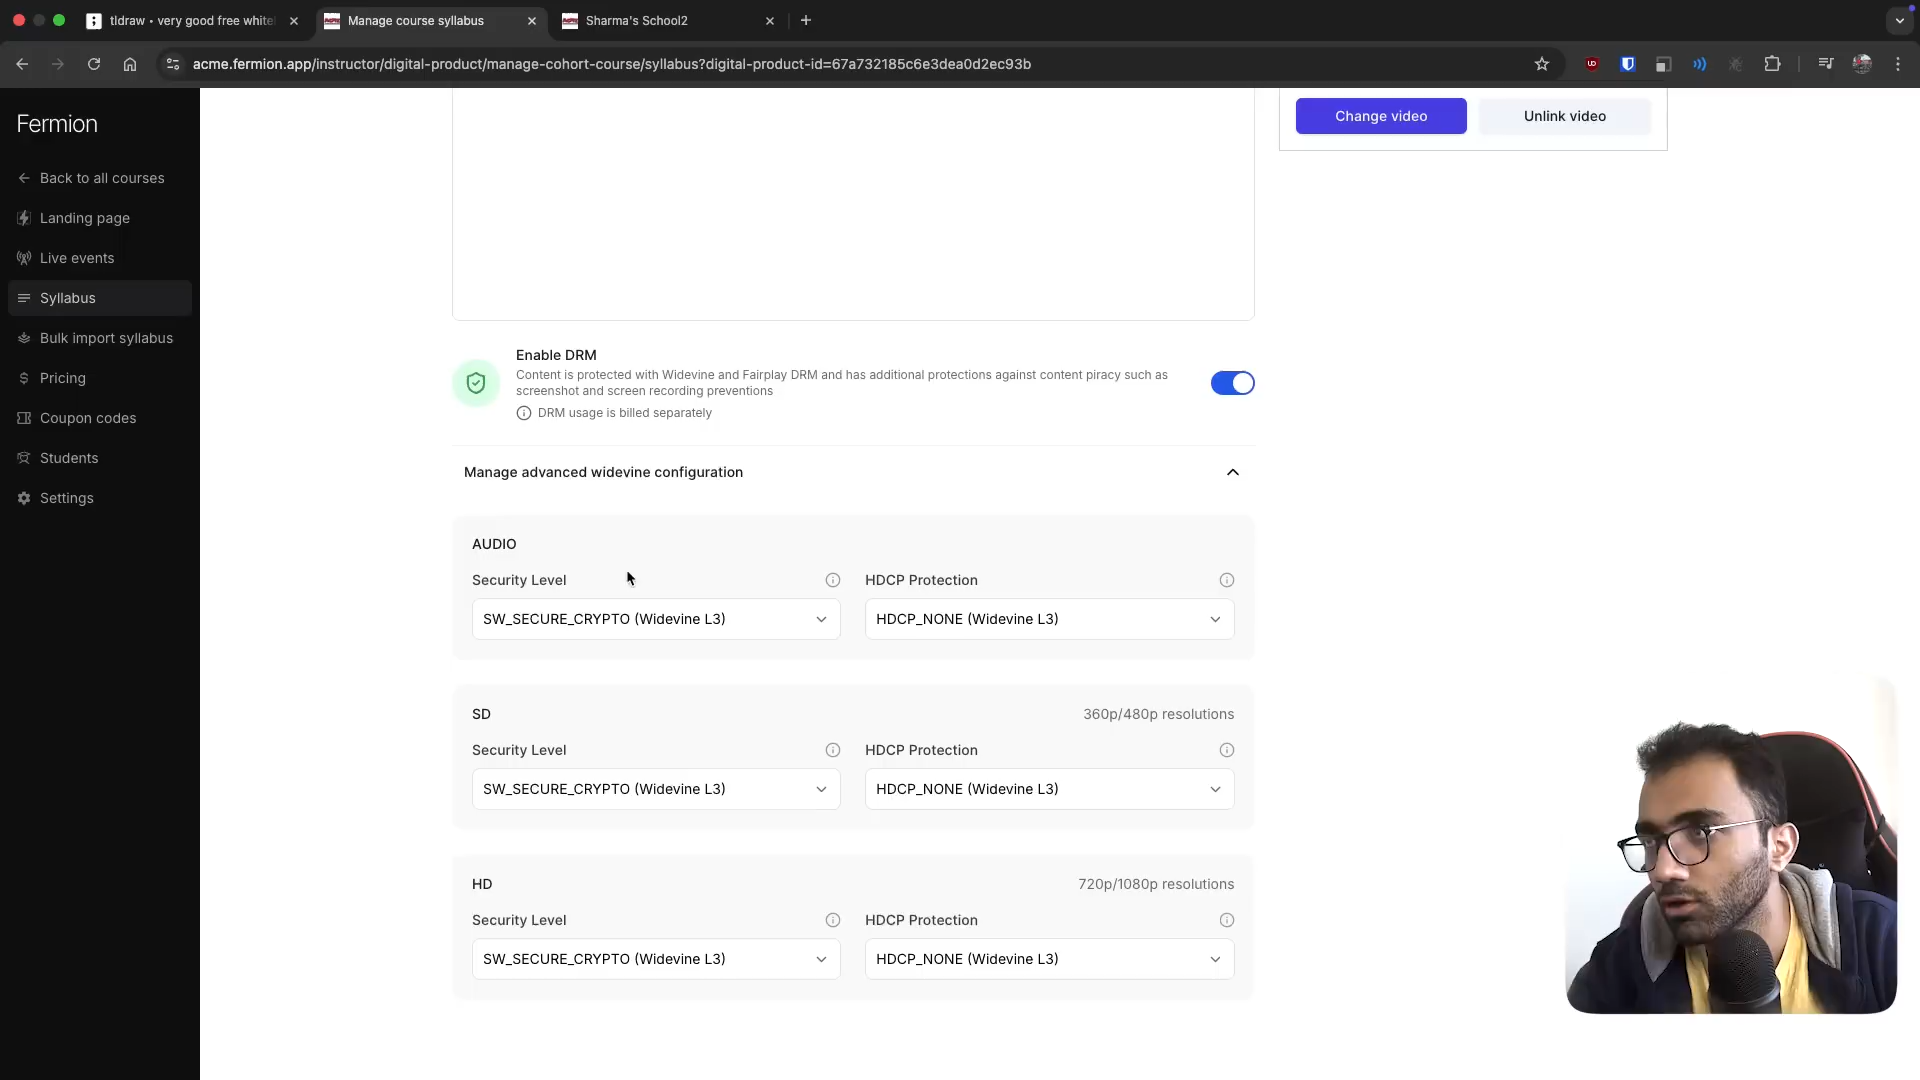 tldraw • very good free white
Manage course syllabus
Sharma's School2
acme.fermion.app/instructor/digital-product/manage-cohort-course/syllabus?digital-product-id=67a732185c6e3dea0d2ec93b
Fermion
Back to all courses
Landing page
Live events
Syllabus
Bulk import syllabus
Pricing
Coupon codes
Students
Settings
Change video
Unlink video
Enable DRM
Content is protected with Widevine and Fairplay DRM and has additional protections against content piracy such as
screenshot and screen recording preventions
DRM usage is billed separately
Manage advanced widevine configuration
AUDIO
Security Level
HDCP Protection
SW_SECURE_CRYPTO (Widevine L3)
HDCP_NONE (Widevine L3)
SD
360p/480p resolutions
Security Level
HDCP Protection
SW_SECURE_CRYPTO (Widevine L3)
HDCP_NONE (Widevine L3)
HD
720p/1080p resolutions
Security Level
HDCP Protection
SW_SECURE_CRYPTO (Widevine L3)
HDCP_NONE (Widevine L3)